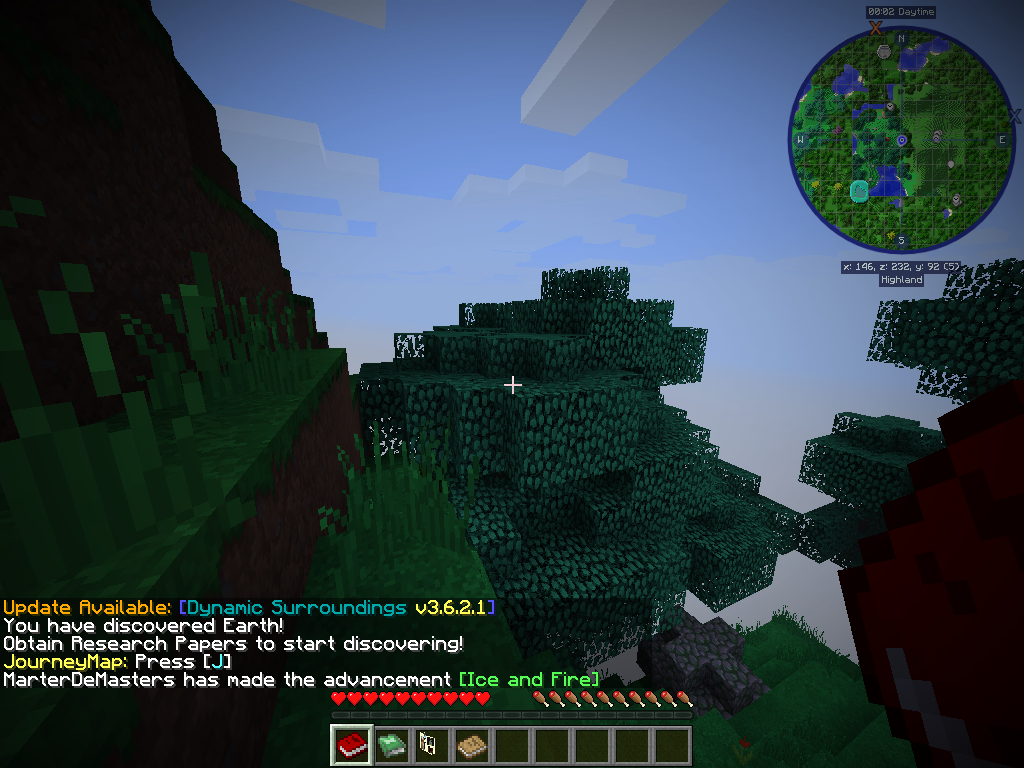 00:02 Daytime
N
W
E
S
x: 146, z: 232, y: 92 (5)
Highland
Update Available: [Dynamic Surroundings v3.6.2.1]
You have discovered Earth!
Obtain Research Papers to start discovering!
JourneyMap: Press [J]
MarterDeMasters has made the advancement [Ice and Fire]